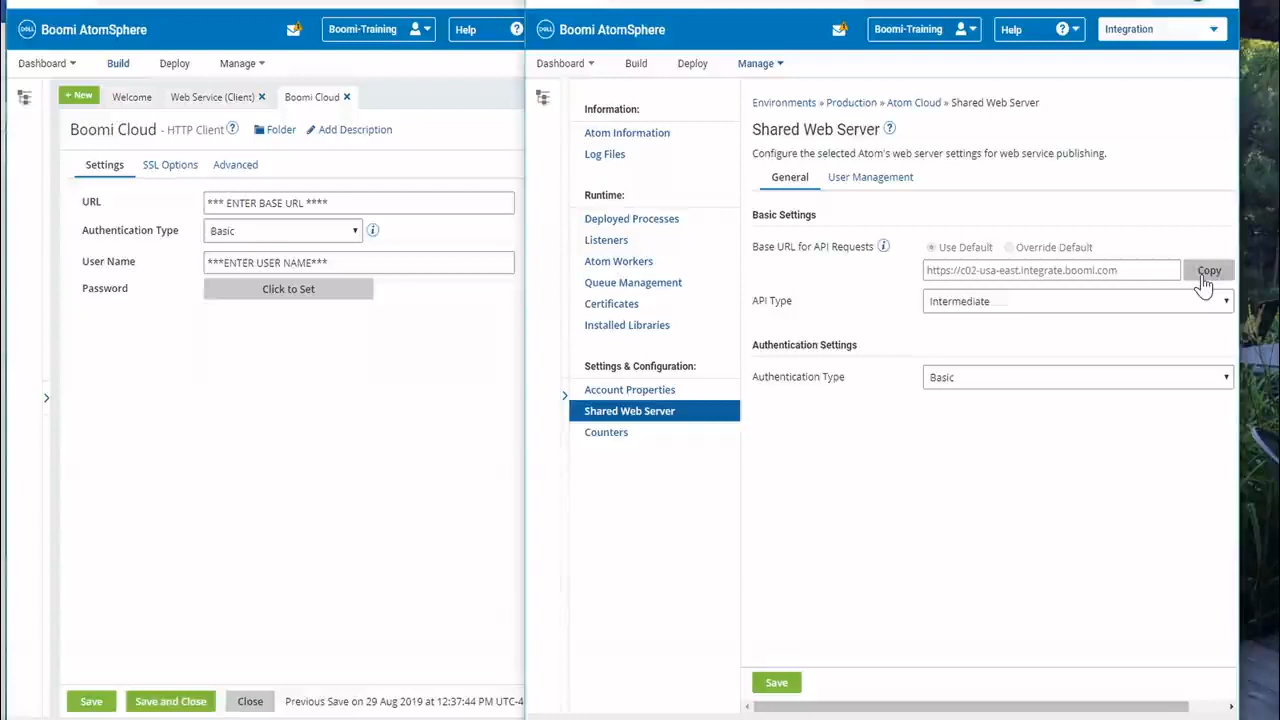 DELL Boomi AtomSphere
Boomi-Training
Help
Dashboard Build Deploy Manage
+ New Welcome Web Service (Client) Boomi Cloud
Boomi Cloud - HTTP Client Folder Add Description
Settings SSL Options Advanced
URL *** ENTER BASE URL ****
Authentication Type Basic
User Name ***ENTER USER NAME***
Password Click to Set
Save Save and Close Close Previous Save on 29 Aug 2019 at 12:37:44 PM UTC-4
DELL Boomi AtomSphere
Boomi-Training
Help
Integration
Dashboard Build Deploy Manage
Information:
Atom Information
Log Files
Runtime:
Deployed Processes
Listeners
Atom Workers
Queue Management
Certificates
Installed Libraries
Settings & Configuration:
Account Properties
Shared Web Server
Counters
Environments » Production » Atom Cloud » Shared Web Server
Shared Web Server
Configure the selected Atom's web server settings for web service publishing.
General User Management
Basic Settings
Base URL for API Requests Use Default Override Default
https://c02-usa-east.integrate.boomi.com Copy
API Type Intermediate
Authentication Settings
Authentication Type Basic
Save